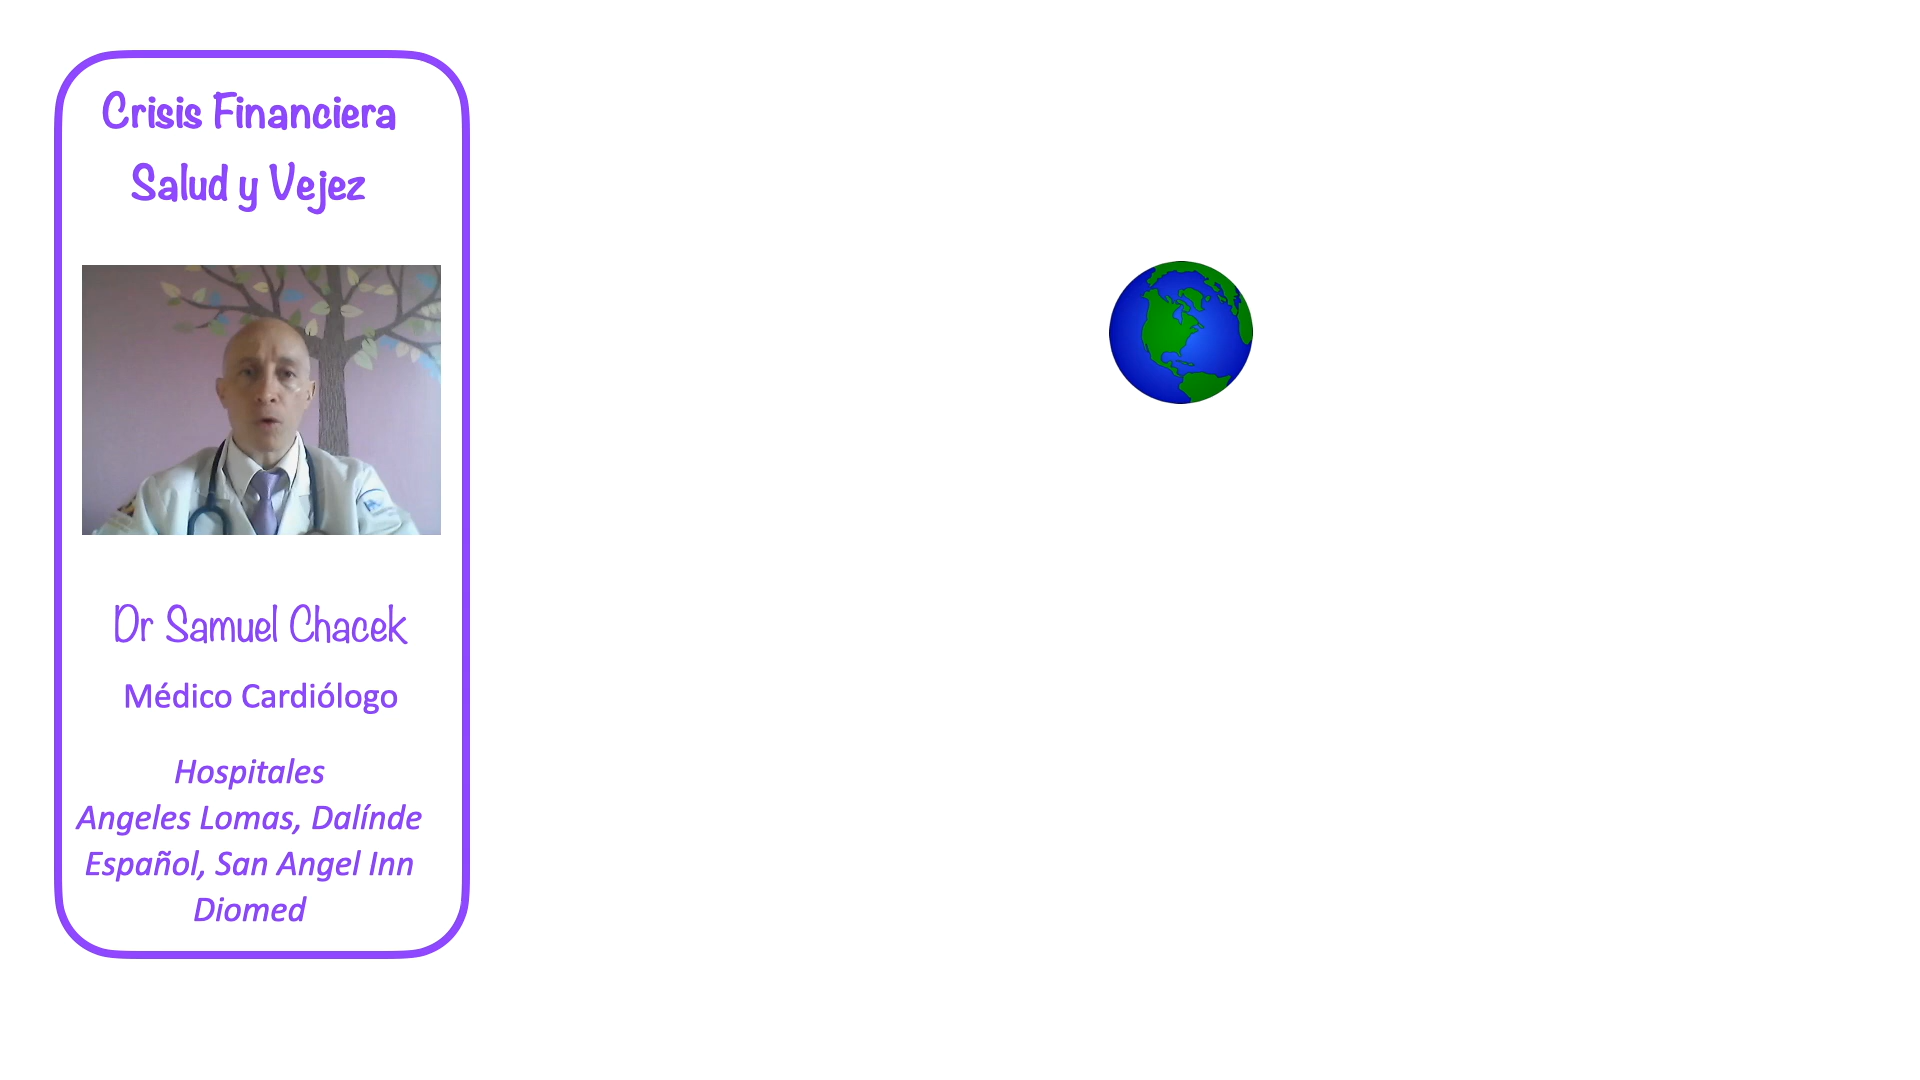 Crisis Financiera
Salud y Vejez
Dr Samuel Chacek
Médico Cardiólogo
Hospitales
Angeles Lomas, Dalínde
Español, San Angel Inn
Diomed